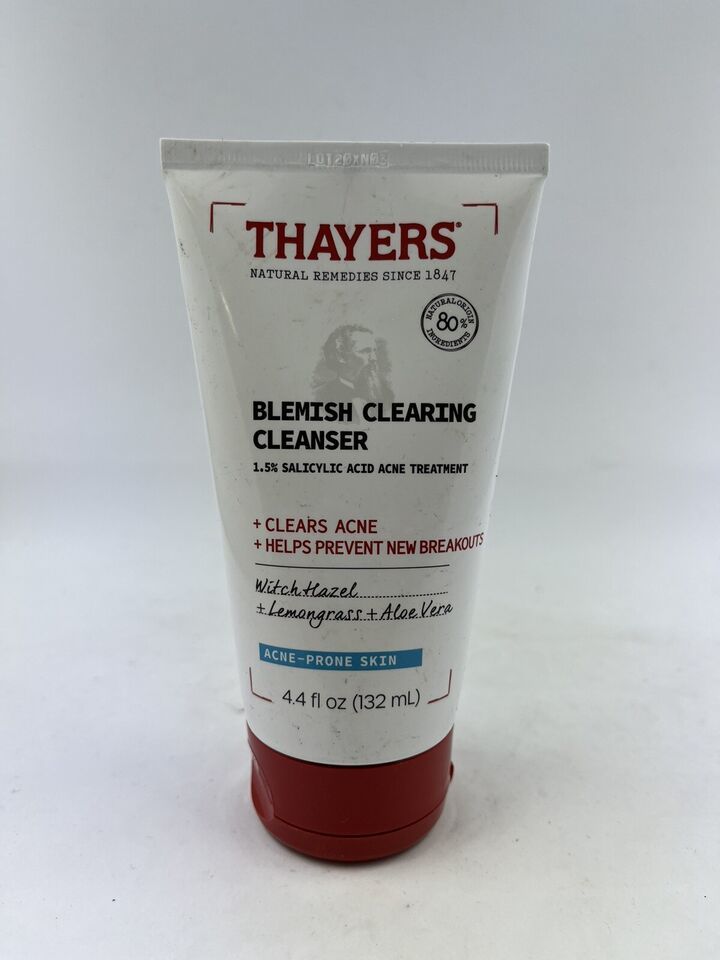 THAYERS®
NATURAL REMEDIES SINCE 1847
NATURAL ORIGIN
80%
INGREDIENTS
BLEMISH CLEARING
CLEANSER
1.5% SALICYLIC ACID ACNE TREATMENT
+ CLEARS ACNE
+ HELPS PREVENT NEW BREAKOUTS
Witch Hazel
+ Lemongrass + Aloe Vera
ACNE-PRONE SKIN
4.4 fl oz (132 mL)